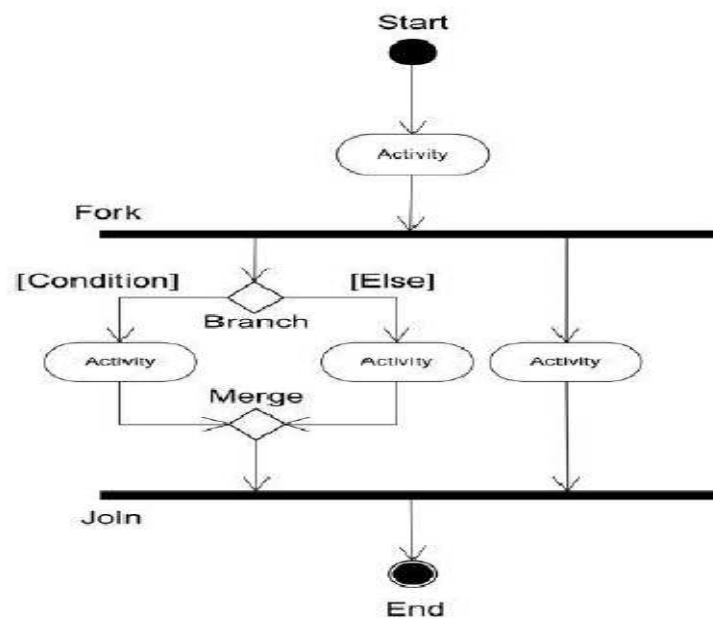 Start
Activity
Fork
[Condition]
[Else]
Branch
Activity
Activity
Activity
Merge
Join
End